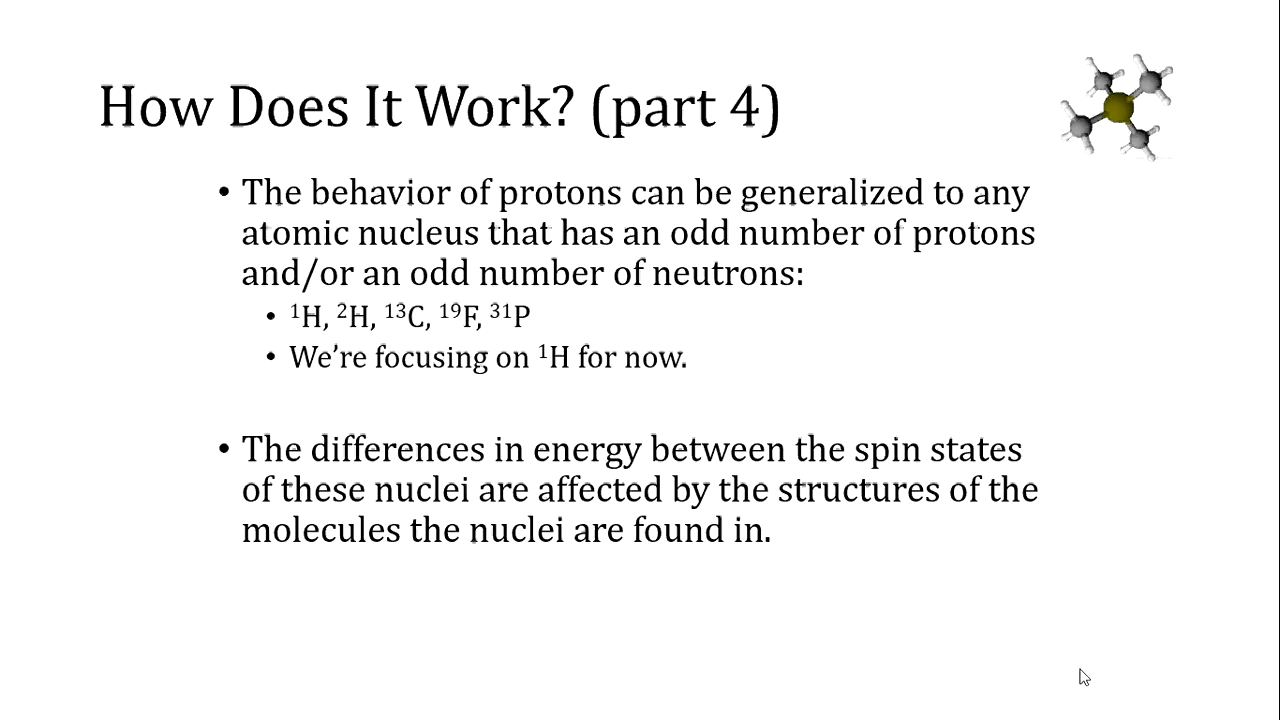 How Does It Work? (part 4)
• The behavior of protons can be generalized to any
atomic nucleus that has an odd number of protons
and/or an odd number of neutrons:
• ¹H, ²H, ¹³C, ¹⁹F, ³¹P
• We’re focusing on ¹H for now.
• The differences in energy between the spin states
of these nuclei are affected by the structures of the
molecules the nuclei are found in.